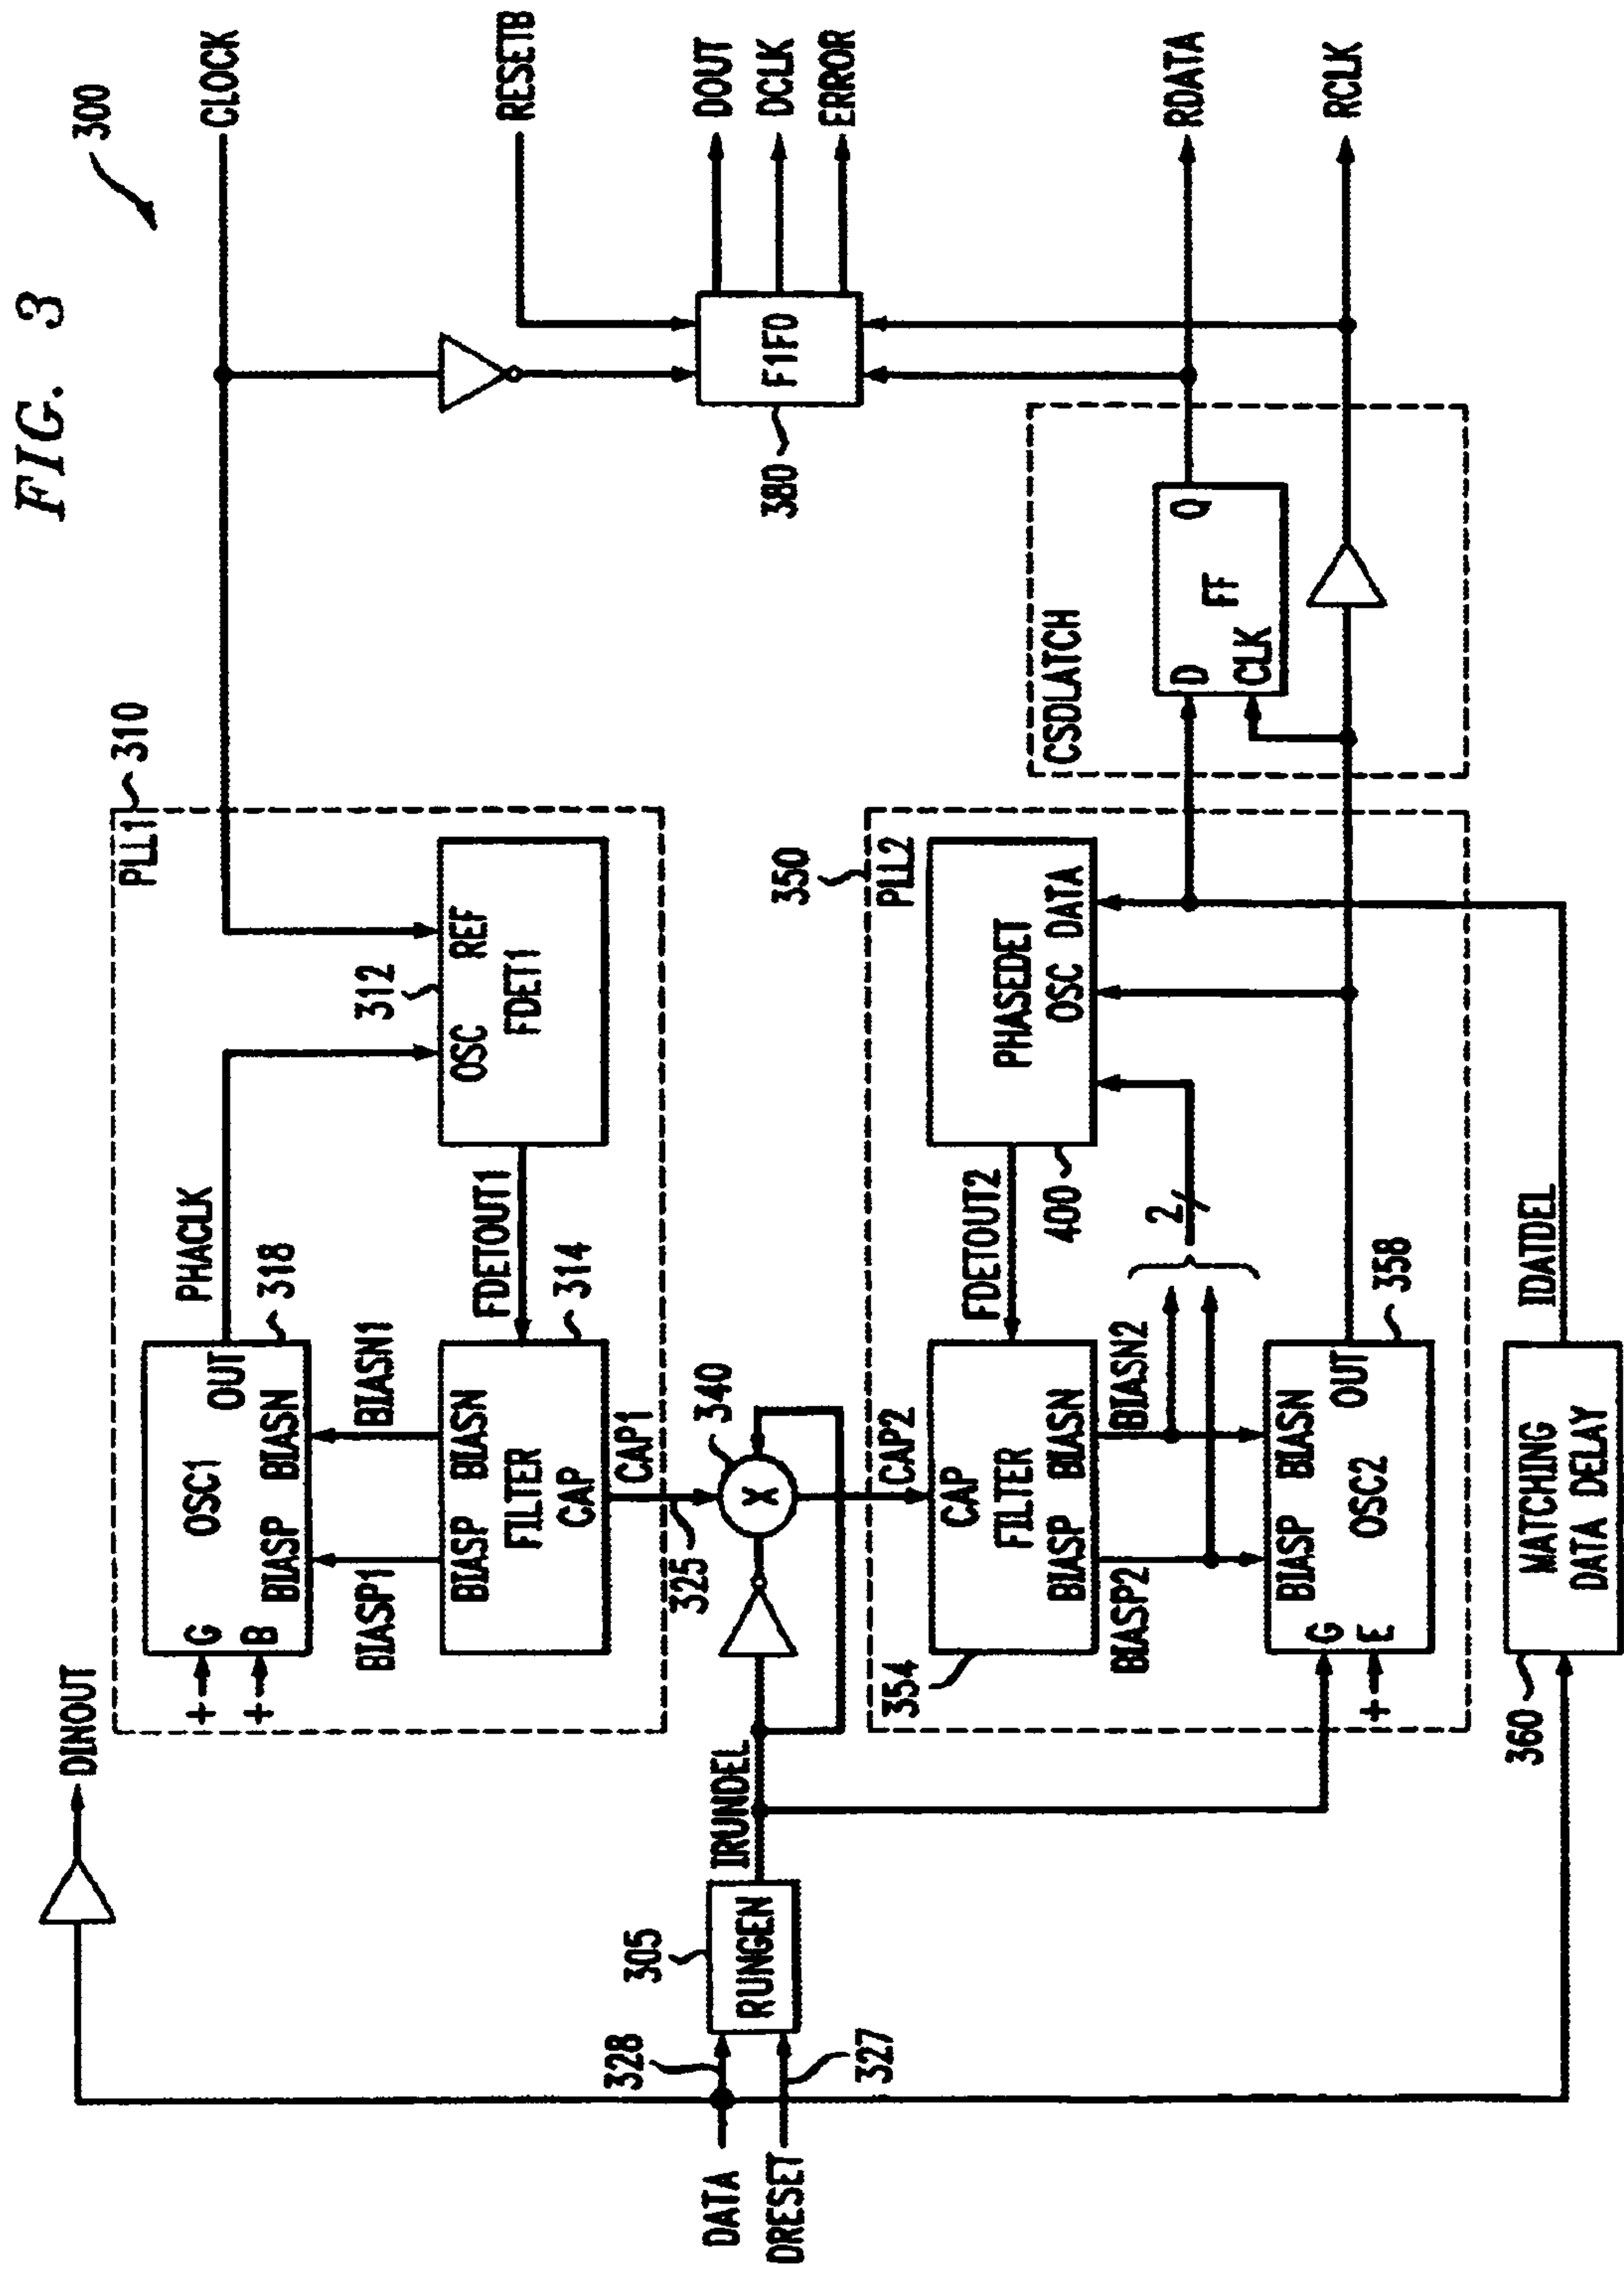 FIG. 3
300
DINOUT
PLL1
310
CLOCK
G
B
OSC1
OUT
BIASP
BIASN
318
PHACLK
BIASP1
BIASN1
OSC
REF
FDET1
312
FDETOUT1
BIASP
BIASN
FILTER
CAP
314
CAP1
325
340
X
RESETB
F1F0
380
DOUT
DCLK
ERROR
DATA
DRESET
328
327
305
RUNGEN
IRUNDEL
CAP2
350
PLL2
354
CAP
FILTER
BIASP
BIASN
FDETOUT2
PHASEDET
OSC
DATA
400
BIASP2
BIASN2
2
G
E
BIASP
BIASN
OSC2
OUT
358
CSDLATCH
D
Q
FF
CLK
RDATA
RCLK
360
MATCHING
DATA DELAY
IDATDEL